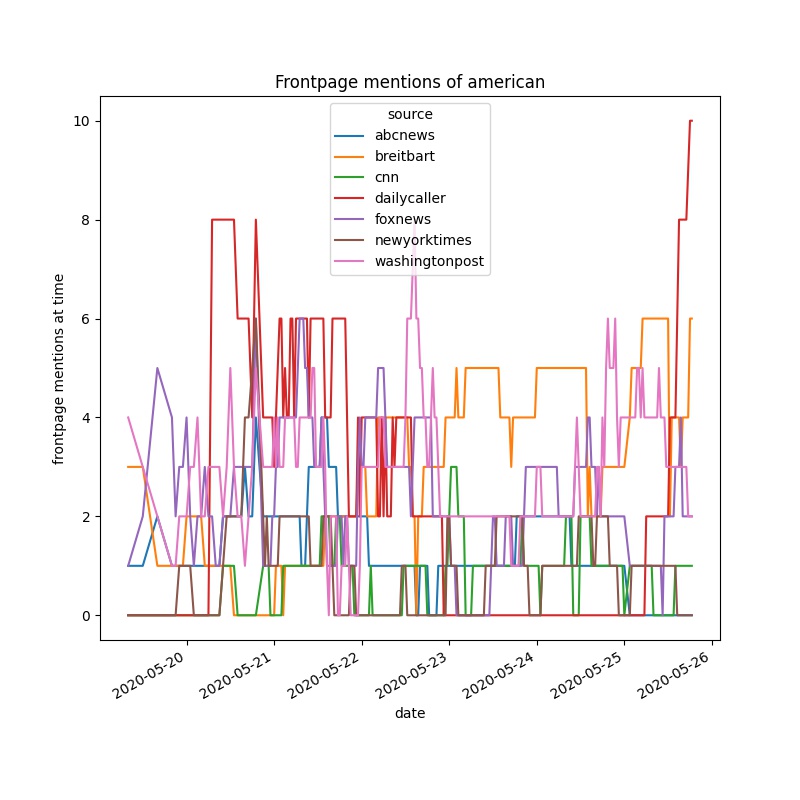 Frontpage mentions of american
source
abcnews
breitbart
cnn
dailycaller
foxnews
newyorktimes
washingtonpost
frontpage mentions at time
10
8
6
4
2
0
2020-05-20
2020-05-21
2020-05-22
2020-05-23
2020-05-24
2020-05-25
2020-05-26
date